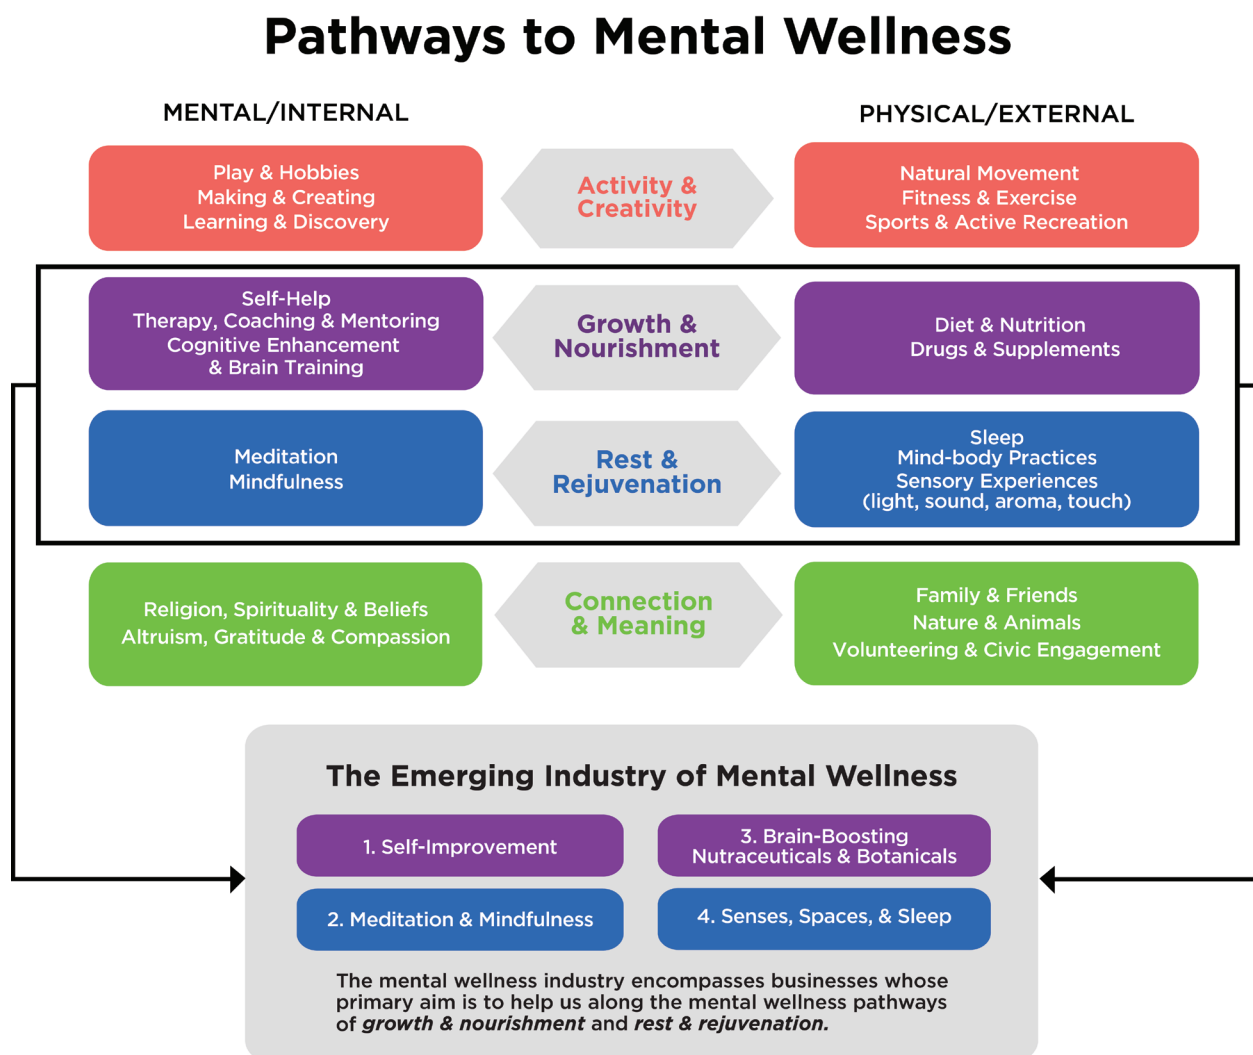 Pathways to Mental Wellness
MENTAL/INTERNAL
PHYSICAL/EXTERNAL
Play & Hobbies
Making & Creating
Learning & Discovery
Activity &
Creativity
Natural Movement
Fitness & Exercise
Sports & Active Recreation
Self-Help
Therapy, Coaching & Mentoring
Cognitive Enhancement
& Brain Training
Growth &
Nourishment
Diet & Nutrition
Drugs & Supplements
Meditation
Mindfulness
Rest &
Rejuvenation
Sleep
Mind-body Practices
Sensory Experiences
(light, sound, aroma, touch)
Religion, Spirituality & Beliefs
Altruism, Gratitude & Compassion
Connection
& Meaning
Family & Friends
Nature & Animals
Volunteering & Civic Engagement
The Emerging Industry of Mental Wellness
1. Self-Improvement
3. Brain-Boosting
Nutraceuticals & Botanicals
2. Meditation & Mindfulness
4. Senses, Spaces, & Sleep
The mental wellness industry encompasses businesses whose
primary aim is to help us along the mental wellness pathways
of growth & nourishment and rest & rejuvenation.